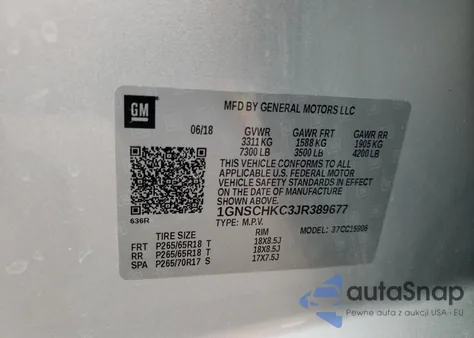 GM
MFD BY GENERAL MOTORS LLC
06/18 GVWR GAWR FRT GAWR RR
3311 KG 1588 KG 1905 KG
7300 LB 3500 LB 4200 LB
THIS VEHICLE CONFORMS TO ALL
APPLICABLE U.S. FEDERAL MOTOR
VEHICLE SAFETY STANDARDS IN EFFECT
ON THE DATE OF MANUFACTURE
SHOWN ABOVE.
1GNSCHKC3JR389677
636R
TYPE: M.P.V. MODEL:
TIRE SIZE RIM
FRT P265/65R18 T 18X8.5J
RR P265/65R18 T 18X8.5J
SPA P265/70R17 S 17X7.5J
autoSnap
Pewne auta z aukcji USA - EU